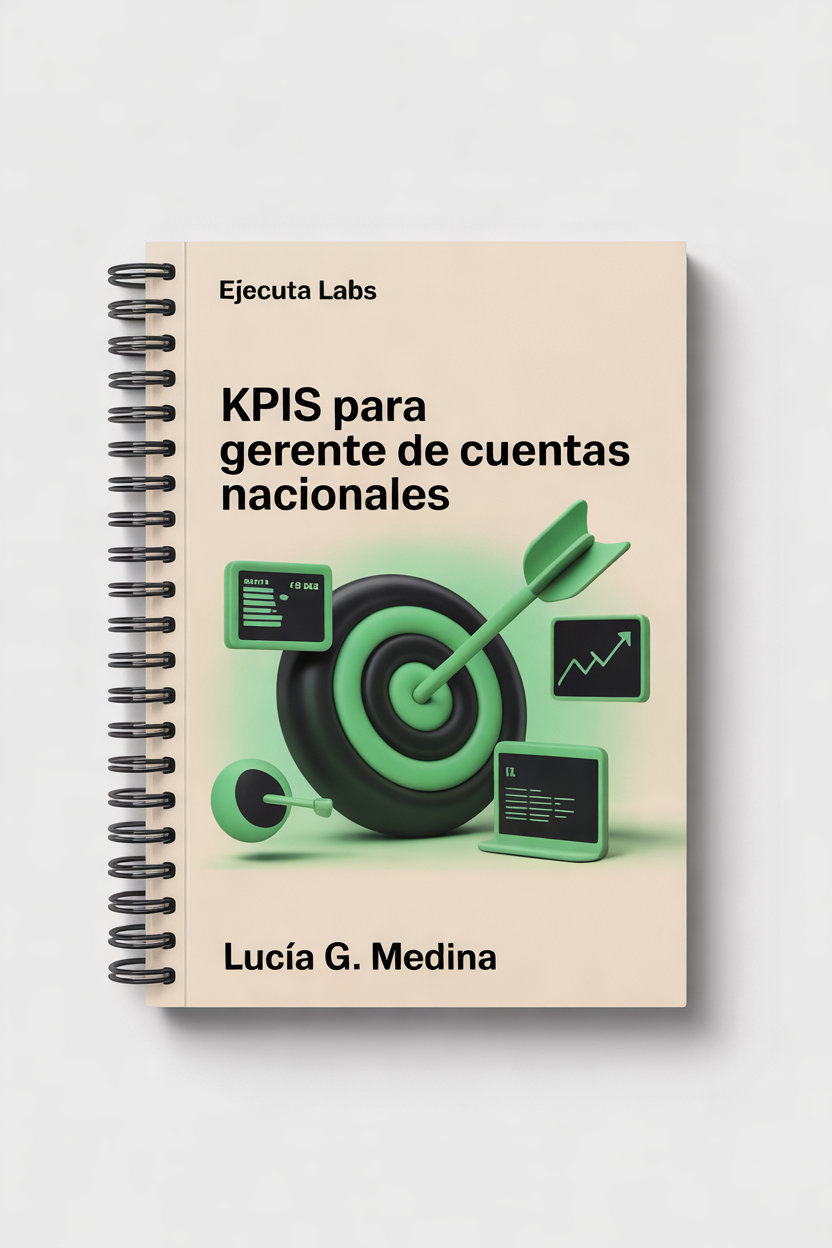 Ejecuta Labs
KPIS para
gerente de cuentas
nacionales
Lucía G. Medina